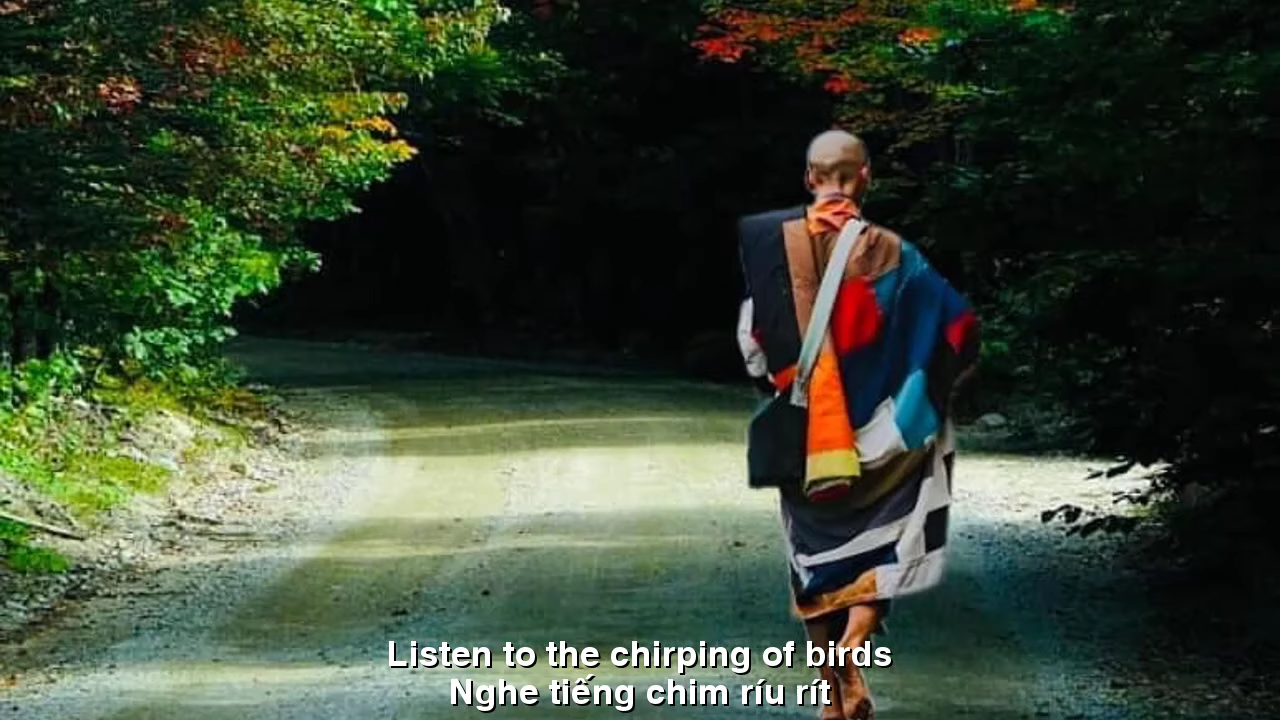 Listen to the chirping of birds
Nghe tiếng chim ríu rít